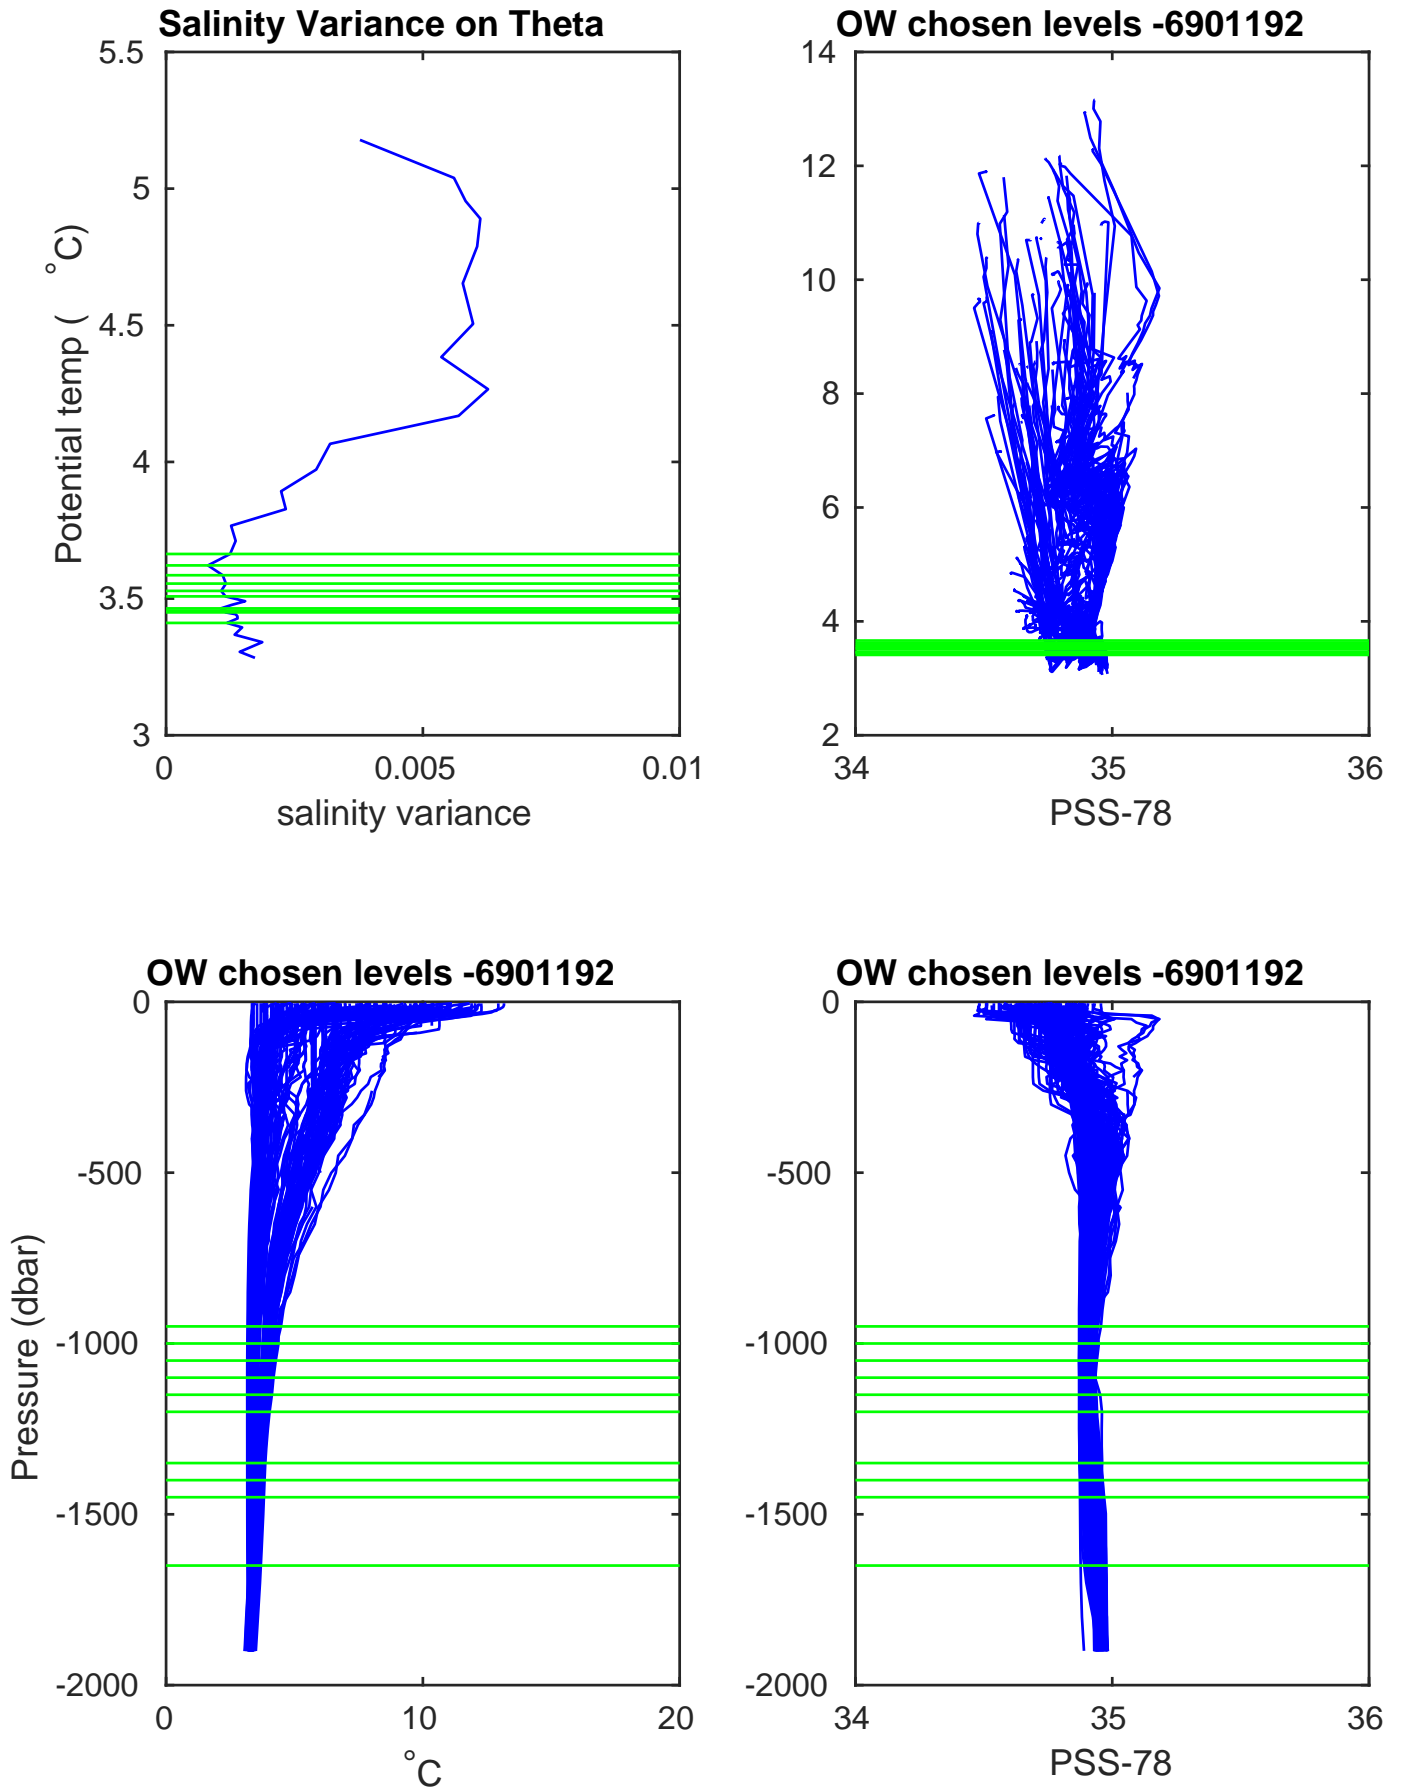 Salinity Variance on Theta
5.5
5
4.5
4
3.5
3
Potential temp ( °C)
0 0.005 0.01
salinity variance
OW chosen levels -6901192
14
12
10
8
6
4
2
34 35 36
PSS-78
OW chosen levels -6901192
0
-500
-1000
-1500
-2000
Pressure (dbar)
0 10 20
°C
OW chosen levels -6901192
0
-500
-1000
-1500
-2000
34 35 36
PSS-78